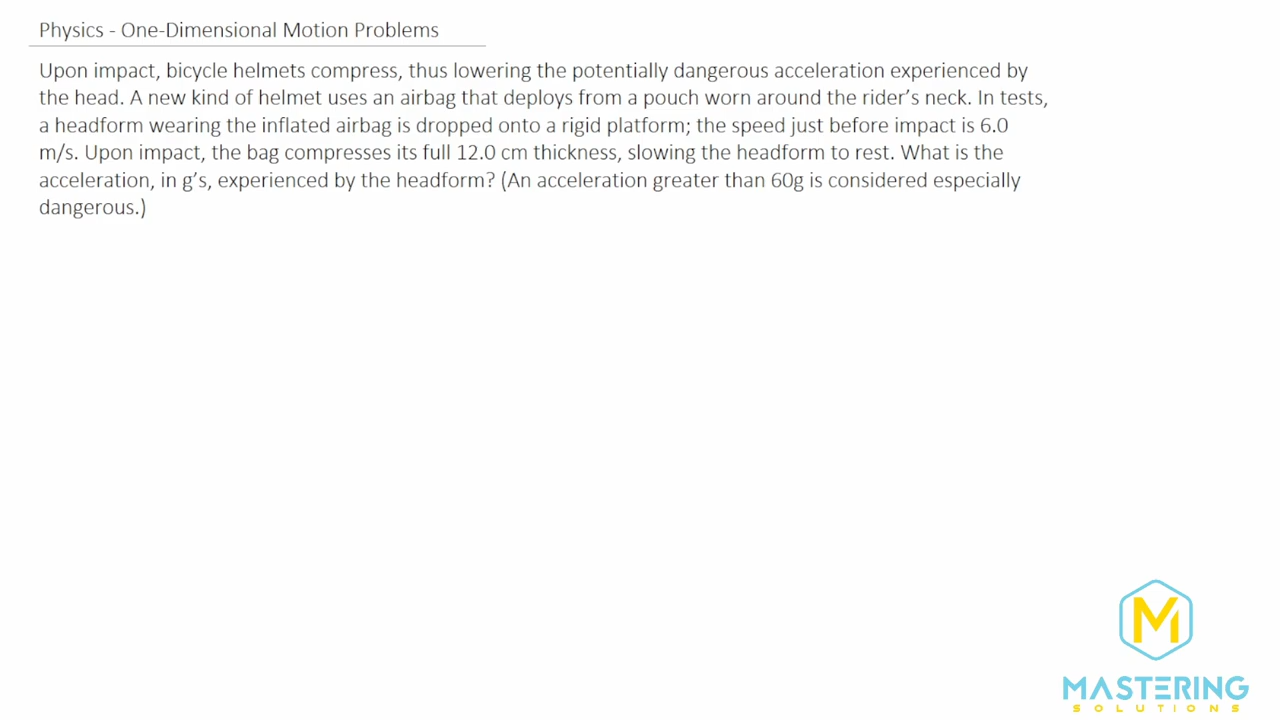 Physics - One-Dimensional Motion Problems
Upon impact, bicycle helmets compress, thus lowering the potentially dangerous acceleration experienced by
the head. A new kind of helmet uses an airbag that deploys from a pouch worn around the rider’s neck. In tests,
a headform wearing the inflated airbag is dropped onto a rigid platform; the speed just before impact is 6.0
m/s. Upon impact, the bag compresses its full 12.0 cm thickness, slowing the headform to rest. What is the
acceleration, in g’s, experienced by the headform? (An acceleration greater than 60g is considered especially
dangerous.)
M
MASTERING
SOLUTIONS